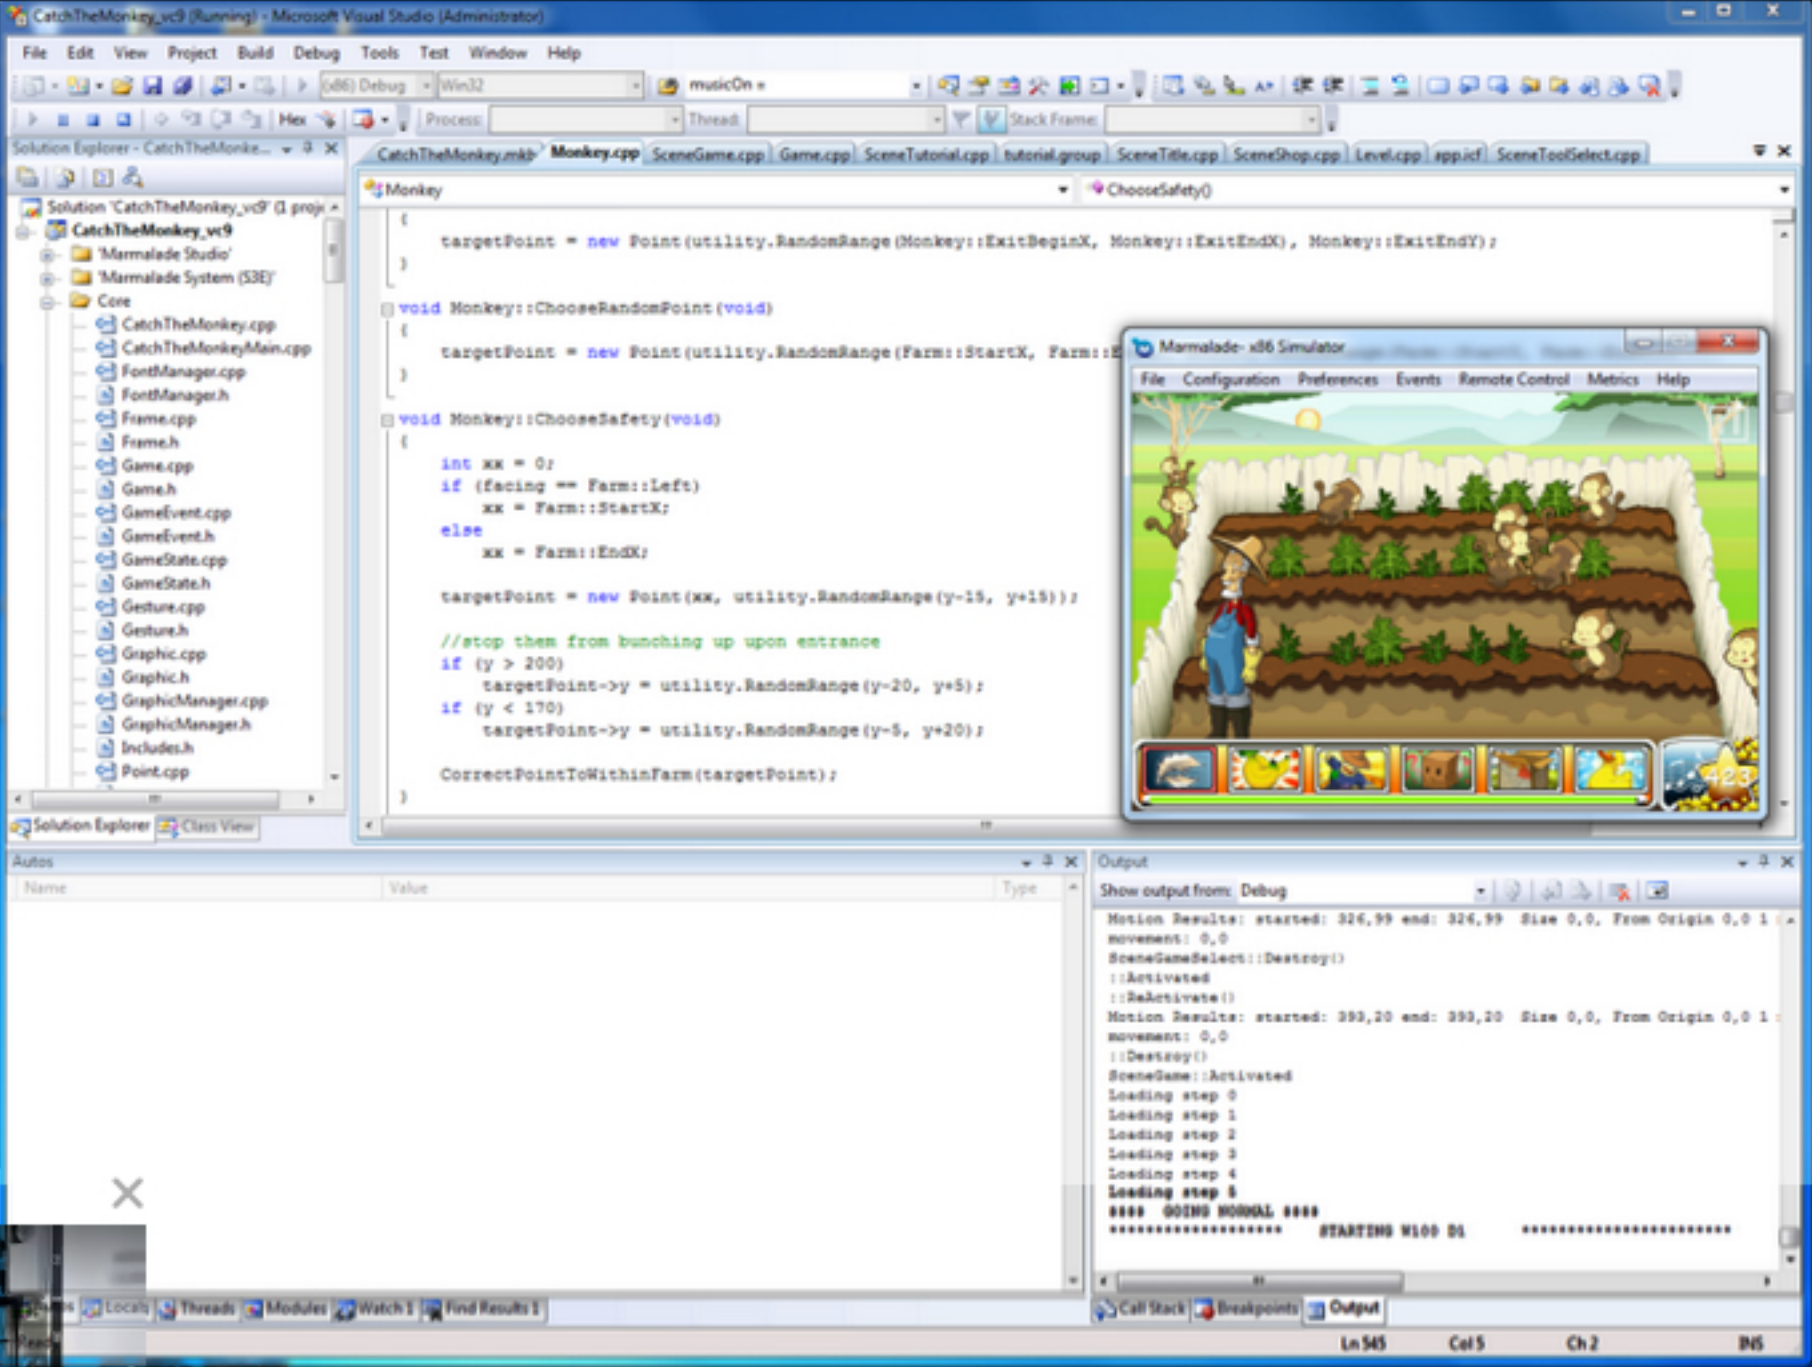 CatchTheMonkey_vc9 (Running) - Microsoft Visual Studio (Administrator)
File Edit View Project Build Debug Tools Test Window Help
(x86) Debug Win32 musicOn =
Hex Process: Thread: Stack Frame:
Solution Explorer - CatchTheMonke...
CatchTheMonkey.mkb Monkey.cpp SceneGame.cpp Game.cpp SceneTutorial.cpp tutorial.group SceneTitle.cpp SceneShop.cpp Level.cpp app.icf SceneToolSelect.cpp
Monkey ChooseSafety()
Solution 'CatchTheMonkey_vc9' (1 proje
CatchTheMonkey_vc9
'Marmalade Studio'
'Marmalade System (S3E)'
Core
CatchTheMonkey.cpp
CatchTheMonkeyMain.cpp
FontManager.cpp
FontManager.h
Frame.cpp
Frame.h
Game.cpp
Game.h
GameEvent.cpp
GameEvent.h
GameState.cpp
GameState.h
Gesture.cpp
Gesture.h
Graphic.cpp
Graphic.h
GraphicManager.cpp
GraphicManager.h
Includes.h
Point.cpp
Solution Explorer Class View
{
targetPoint = new Point(utility.RandomRange(Monkey::ExitBeginX, Monkey::ExitEndX), Monkey::ExitEndY);
}
void Monkey::ChooseRandomPoint(void)
{
targetPoint = new Point(utility.RandomRange(Farm::StartX, Farm::E
}
void Monkey::ChooseSafety(void)
{
int xx = 0;
if (facing == Farm::Left)
xx = Farm::StartX;
else
xx = Farm::EndX;
targetPoint = new Point(xx, utility.RandomRange(y-15, y+15));
//stop them from bunching up upon entrance
if (y > 200)
targetPoint->y = utility.RandomRange(y-20, y+5);
if (y < 170)
targetPoint->y = utility.RandomRange(y-5, y+20);
CorrectPointToWithinFarm(targetPoint);
}
Marmalade- x86 Simulator
File Configuration Preferences Events Remote Control Metrics Help
423
Autos
Name Value Type
Locals Threads Modules Watch 1 Find Results 1
Output
Show output from: Debug
Motion Results: started: 326,99 end: 326,99 Size 0,0, From Origin 0,0 1
movement: 0,0
SceneGameSelect::Destroy()
::Activated
::ReActivate()
Motion Results: started: 393,20 end: 393,20 Size 0,0, From Origin 0,0 1
movement: 0,0
::Destroy()
SceneGame::Activated
Loading step 0
Loading step 1
Loading step 2
Loading step 3
Loading step 4
Loading step 5
#### GOING NORMAL ####
******************* STARTING W100 D1 ***********************
Call Stack Breakpoints Output
Ln 545 Col 5 Ch 2 INS